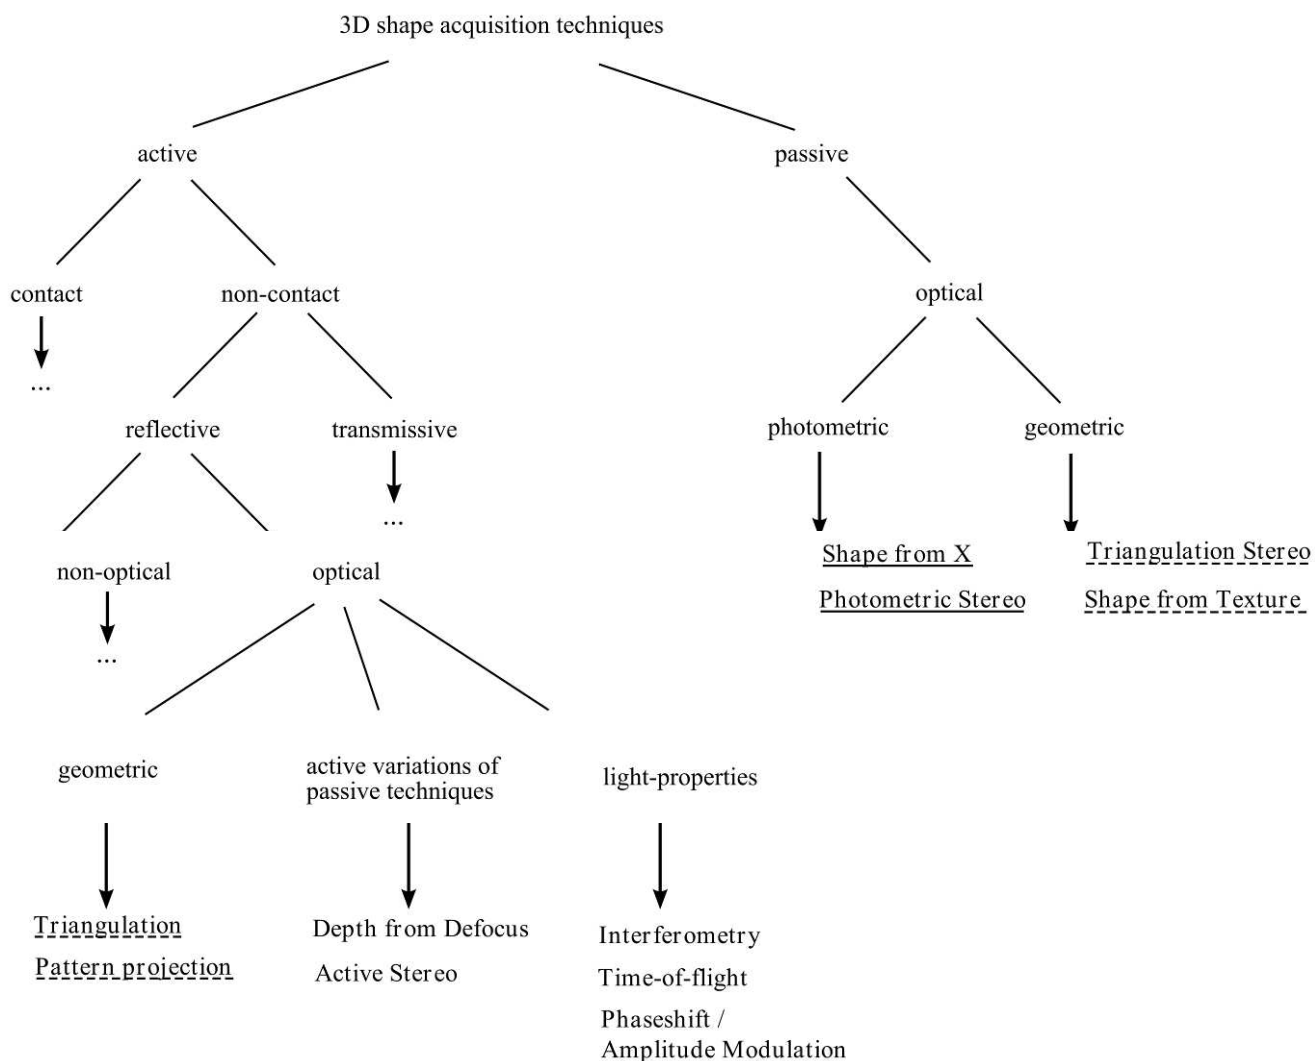 3D shape acquisition techniques
active
passive
contact
non-contact
optical
...
reflective
transmissive
photometric
geometric
...
non-optical
optical
Shape from X
Triangulation Stereo
Photometric Stereo
Shape from Texture
...
geometric
active variations of
passive techniques
light-properties
Triangulation
Pattern projection
Depth from Defocus
Active Stereo
Interferometry
Time-of-flight
Phaseshift /
Amplitude Modulation